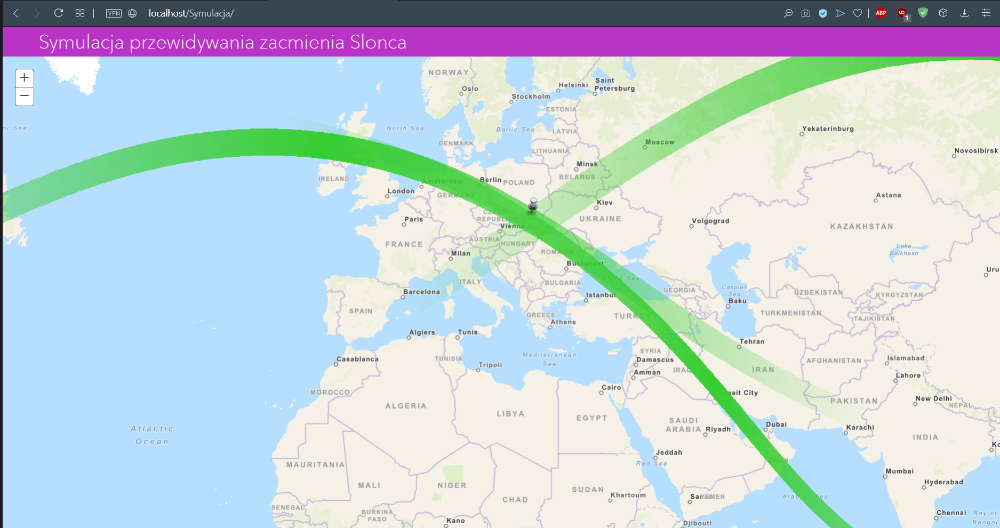 VPN localhost/Symulacja/
ABP
UO
1
Symulacja przewidywania zacmienia Slonca
+
−
NORWAY
Oslo
Stockholm
Helsinki
Saint
Petersburg
ESTONIA
or Sea
North Sea
Baltic Sea
LATVIA
Yekaterinburg
DENMARK
Moscow
LITHUANIA
Novosibirsk
UNITED
KINGDOM
Minsk
BELARUS
IRELAND
Amsterdam
Berlin
POLAND
London
GERMANY
Astana
Kiev
CZECH
REPUBLIC
Paris
UKRAINE
Volgograd
Vienna
KAZAKHSTAN
FRANCE
AUSTRIA
HUNGARY
Lake
Balkhash
Milan
ROMANIA
Bucharest
Uru
ITALY
BULGARIA
Black Sea
Barcelona
Istanbul
GEORGIA
Caspian
Sea
UZBEKISTAN
KYRGYZSTAN
Baku
SPAIN
GREECE
TURKEY
TURKMENISTAN
TAJIKISTAN
Athens
Algiers
Tunis
Tehran
Mediterranean
Sea
SYRIA
Casablanca
TUNISIA
Damascus
AFGHANISTAN
Islamabad
Tripoli
Amman
IRAQ
IRAN
Lahore
MOROCCO
Cairo
wait City
PAKISTAN
New Delhi
NEPAL
ALGERIA
LIBYA
EGYPT
SAUDI
ARABIA
Riyadh
Dubai
Karachi
Atlantic
Ocean
INDIA
Ko
Jeddah
Red Sea
OMAN
MAURITANIA
Mumbai
Hyderabad
MALI
NIGER
SUDAN
Khartoum
CHAD
YEMEN
Arabian Sea
SENEGAL
BURKINA
FASO
Chennai
Bay of
Bengal
Kano
Djibouti